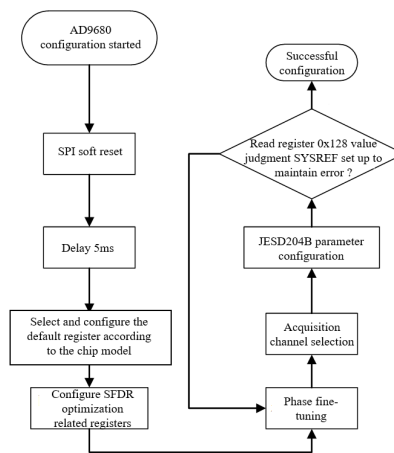 AD9680
configuration started
SPI soft reset
Delay 5ms
Select and configure the
default register according
to the chip model
Configure SFDR
optimization
related registers
Successful
configuration
Read register 0x128 value
judgment SYSREF set up to
maintain error ?
JESD204B parameter
configuration
Acquisition
channel selection
Phase fine-
tuning